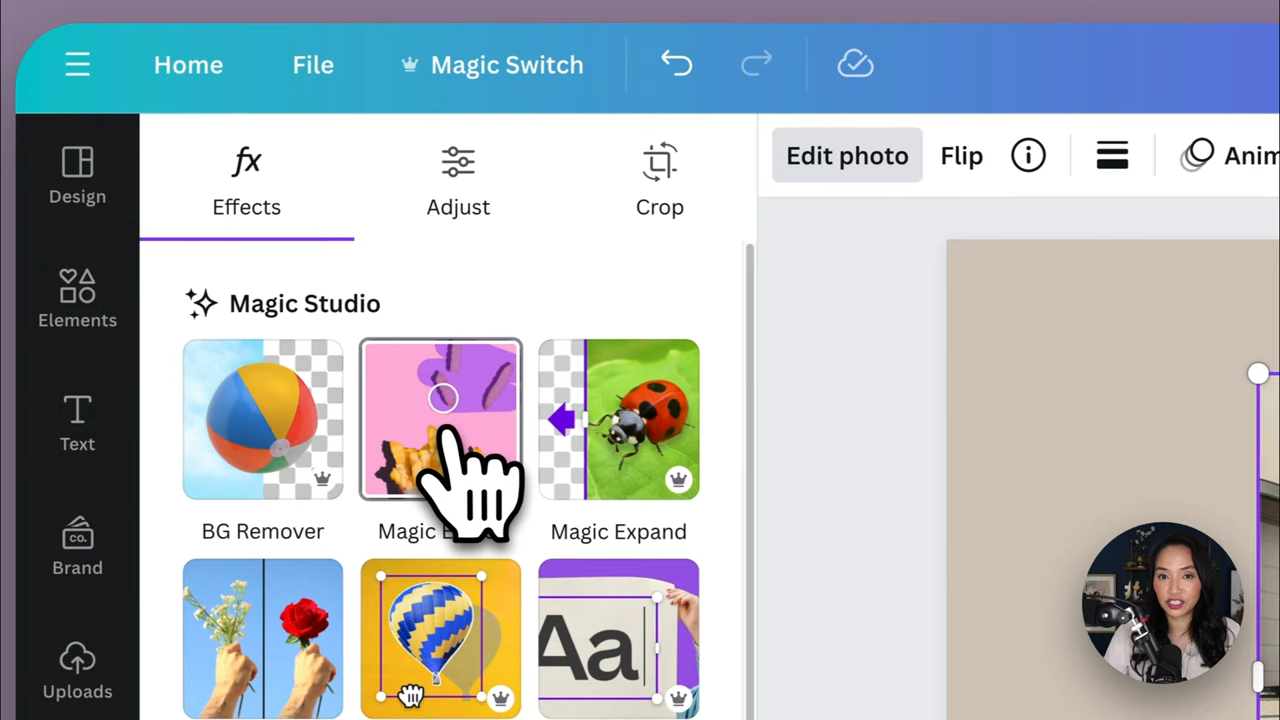 Home File Magic Switch
Edit photo Flip Anim
Effects Adjust Crop
Design
Elements
Text
CO.
Brand
Uploads
Magic Studio
BG Remover Magic E Magic Expand
Aa